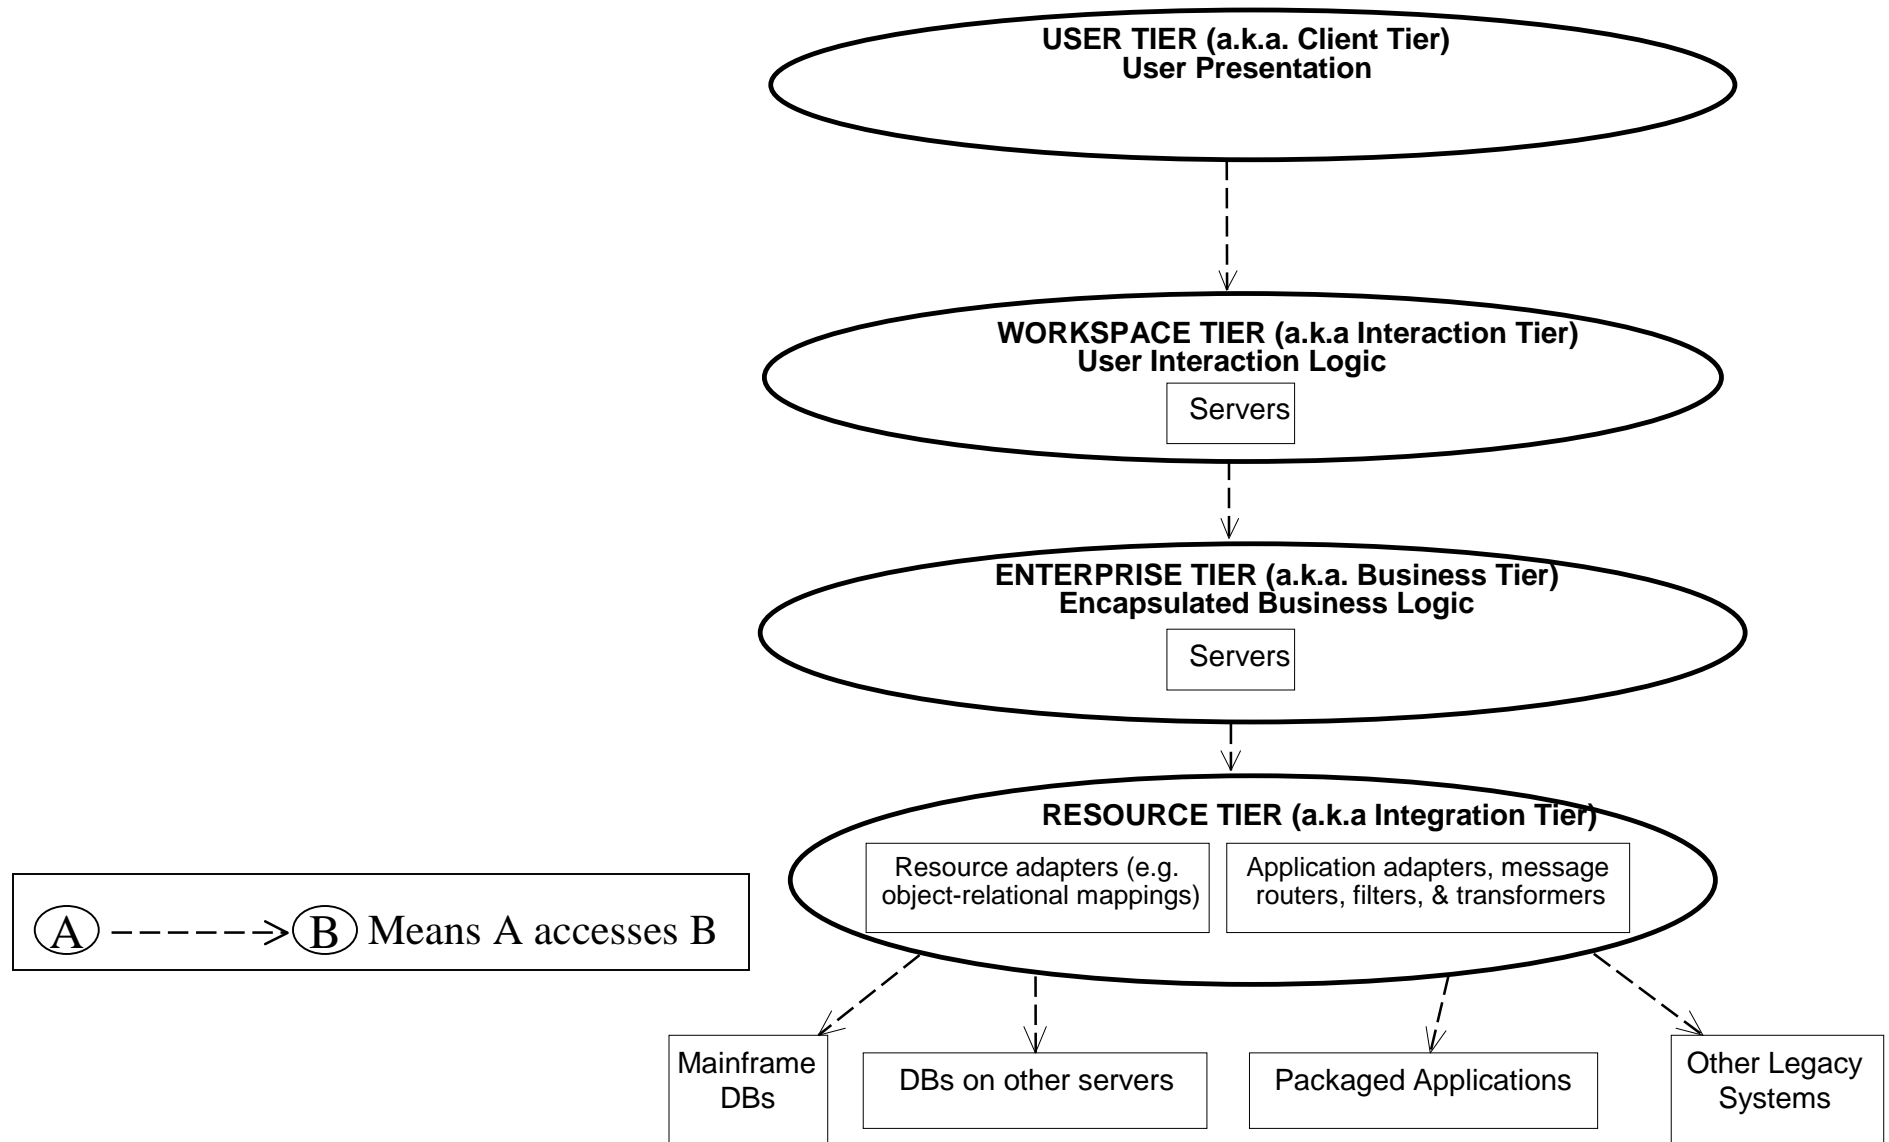 USER TIER (a.k.a. Client Tier)
User Presentation
WORKSPACE TIER (a.k.a Interaction Tier)
User Interaction Logic
Servers
ENTERPRISE TIER (a.k.a. Business Tier)
Encapsulated Business Logic
Servers
RESOURCE TIER (a.k.a Integration Tier)
Resource adapters (e.g.
object-relational mappings)
Application adapters, message
routers, filters, & transformers
A B Means A accesses B
Mainframe
DBs
DBs on other servers
Packaged Applications
Other Legacy
Systems